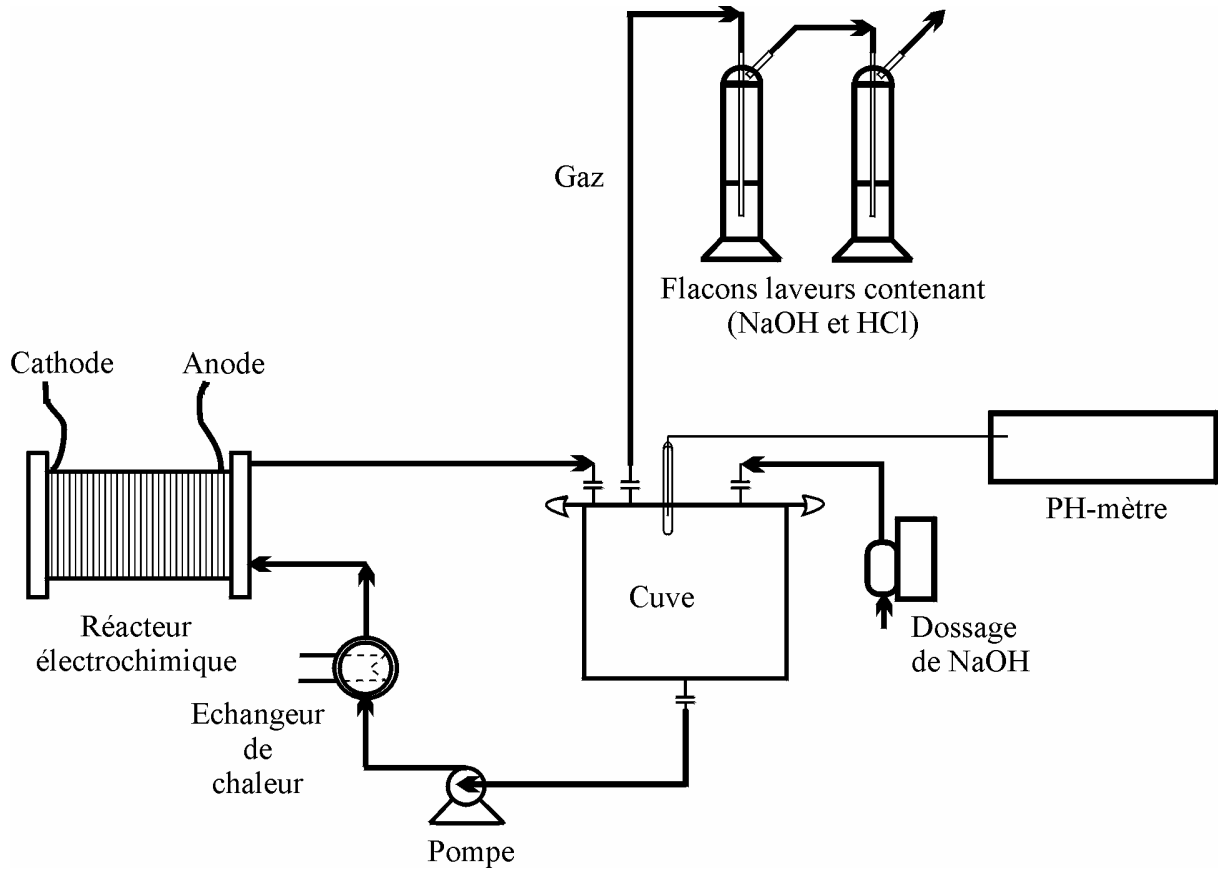 Gaz
Flacons laveurs contenant
(NaOH et HCl)
Cathode
Anode
PH-mètre
Réacteur
électrochimique
Cuve
Dossage
de NaOH
Echangeur
de
chaleur
Pompe